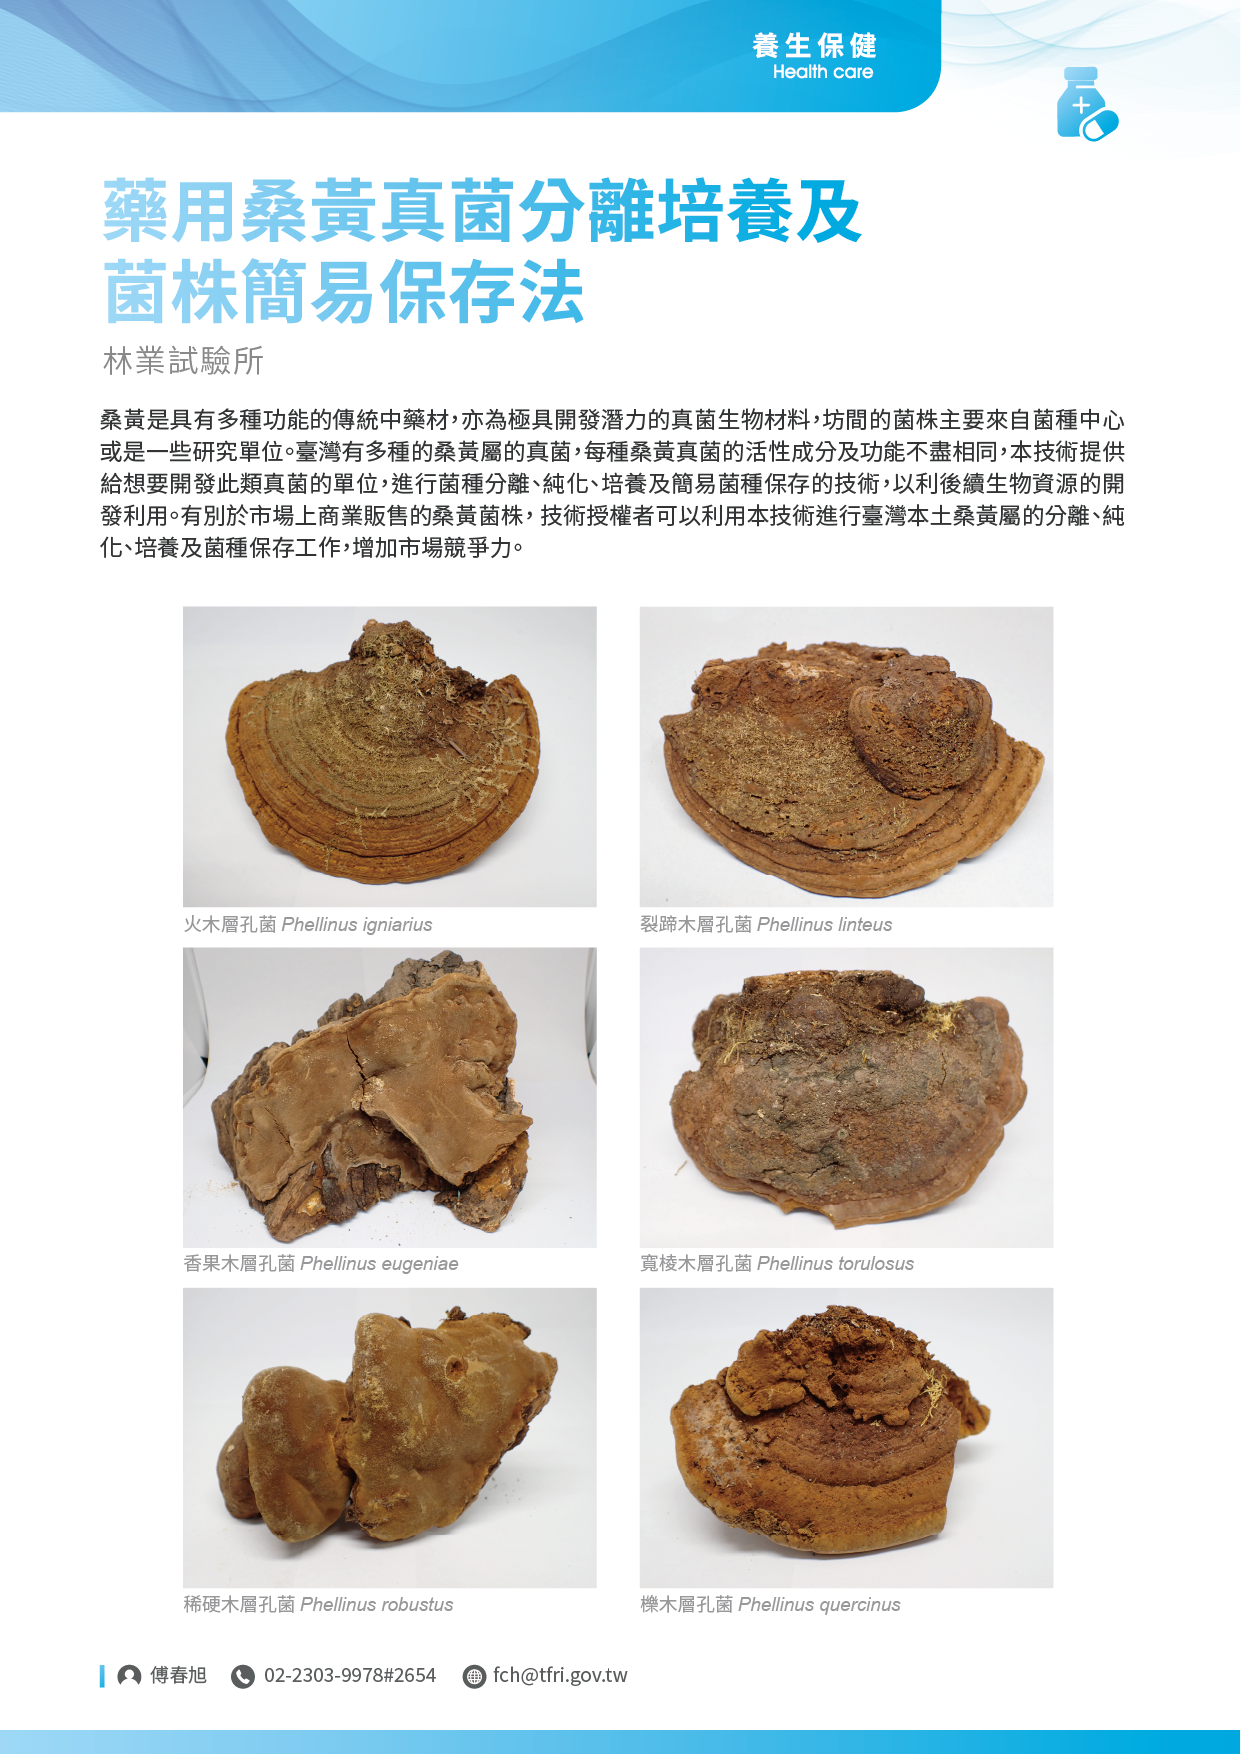 養生保健
Health care
藥用桑黃真菌分離培養及
菌株簡易保存法
林業試驗所
桑黃是具有多種功能的傳統中藥材，亦為極具開發潛力的真菌生物材料，坊間的菌株主要來自菌種中心
或是一些研究單位。臺灣有多種的桑黃屬的真菌，每種桑黃真菌的活性成分及功能不盡相同，本技術提供
給想要開發此類真菌的單位，進行菌種分離、純化、培養及簡易菌種保存的技術，以利後續生物資源的開
發利用。有別於市場上商業販售的桑黃菌株，技術授權者可以利用本技術進行臺灣本土桑黃屬的分離、純
化、培養及菌種保存工作，增加市場競爭力。
火木層孔菌 Phellinus igniarius
裂蹄木層孔菌 Phellinus linteus
香果木層孔菌 Phellinus eugeniae
寬棱木層孔菌 Phellinus torulosus
稀硬木層孔菌 Phellinus robustus
櫟木層孔菌 Phellinus quercinus
傅春旭 02-2303-9978#2654 fch@tfri.gov.tw